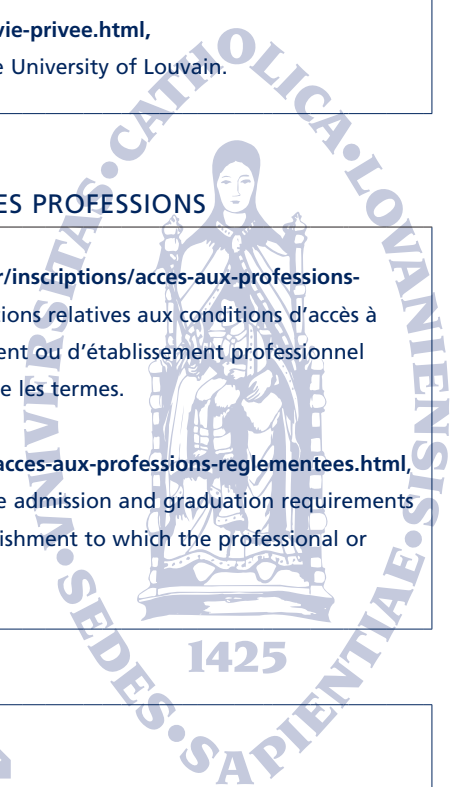 vie-privee.html,
e University of Louvain.
ES PROFESSIONS
r/inscriptions/acces-aux-professions-
tions relatives aux conditions d'accès à
ent ou d'établissement professionnel
e les termes.
acces-aux-professions-reglementees.html,
e admission and graduation requirements
ishment to which the professional or
UNIVERSITAS•CATHOLICA•LOVANIENSIS
•SEDES•SAPIENTIAE•
1425